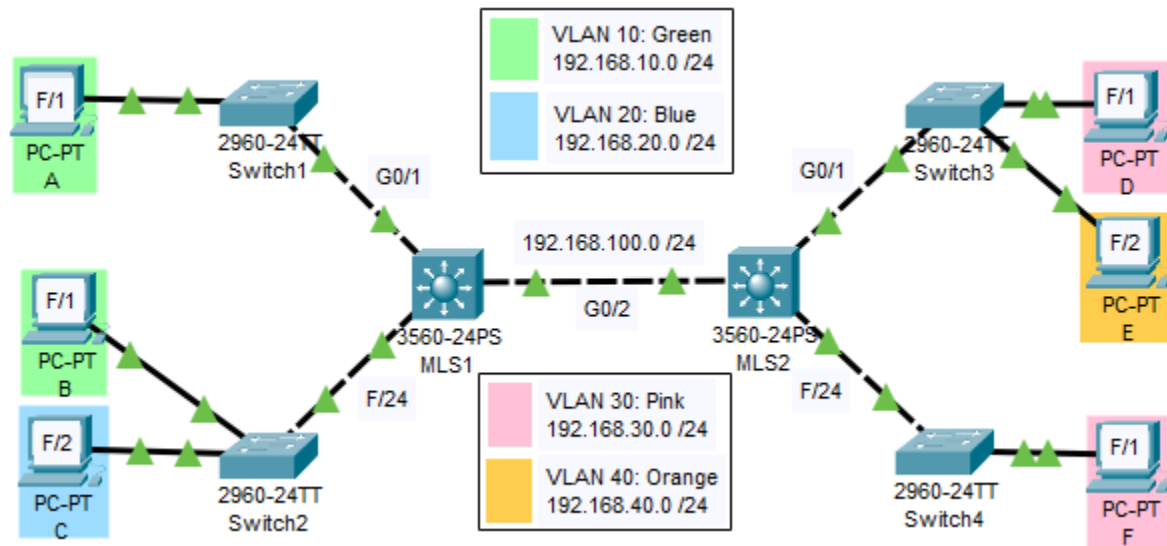 VLAN 10: Green
192.168.10.0 /24
VLAN 20: Blue
192.168.20.0 /24
F/1
PC-PT
A
2960-24TT
Switch1
G0/1
F/1
PC-PT
B
F/2
PC-PT
C
2960-24TT
Switch2
F/24
3560-24PS
MLS1
192.168.100.0 /24
G0/2
3560-24PS
MLS2
G0/1
2960-24TT
Switch3
F/1
PC-PT
D
F/2
PC-PT
E
F/24
2960-24TT
Switch4
F/1
PC-PT
F
VLAN 30: Pink
192.168.30.0 /24
VLAN 40: Orange
192.168.40.0 /24